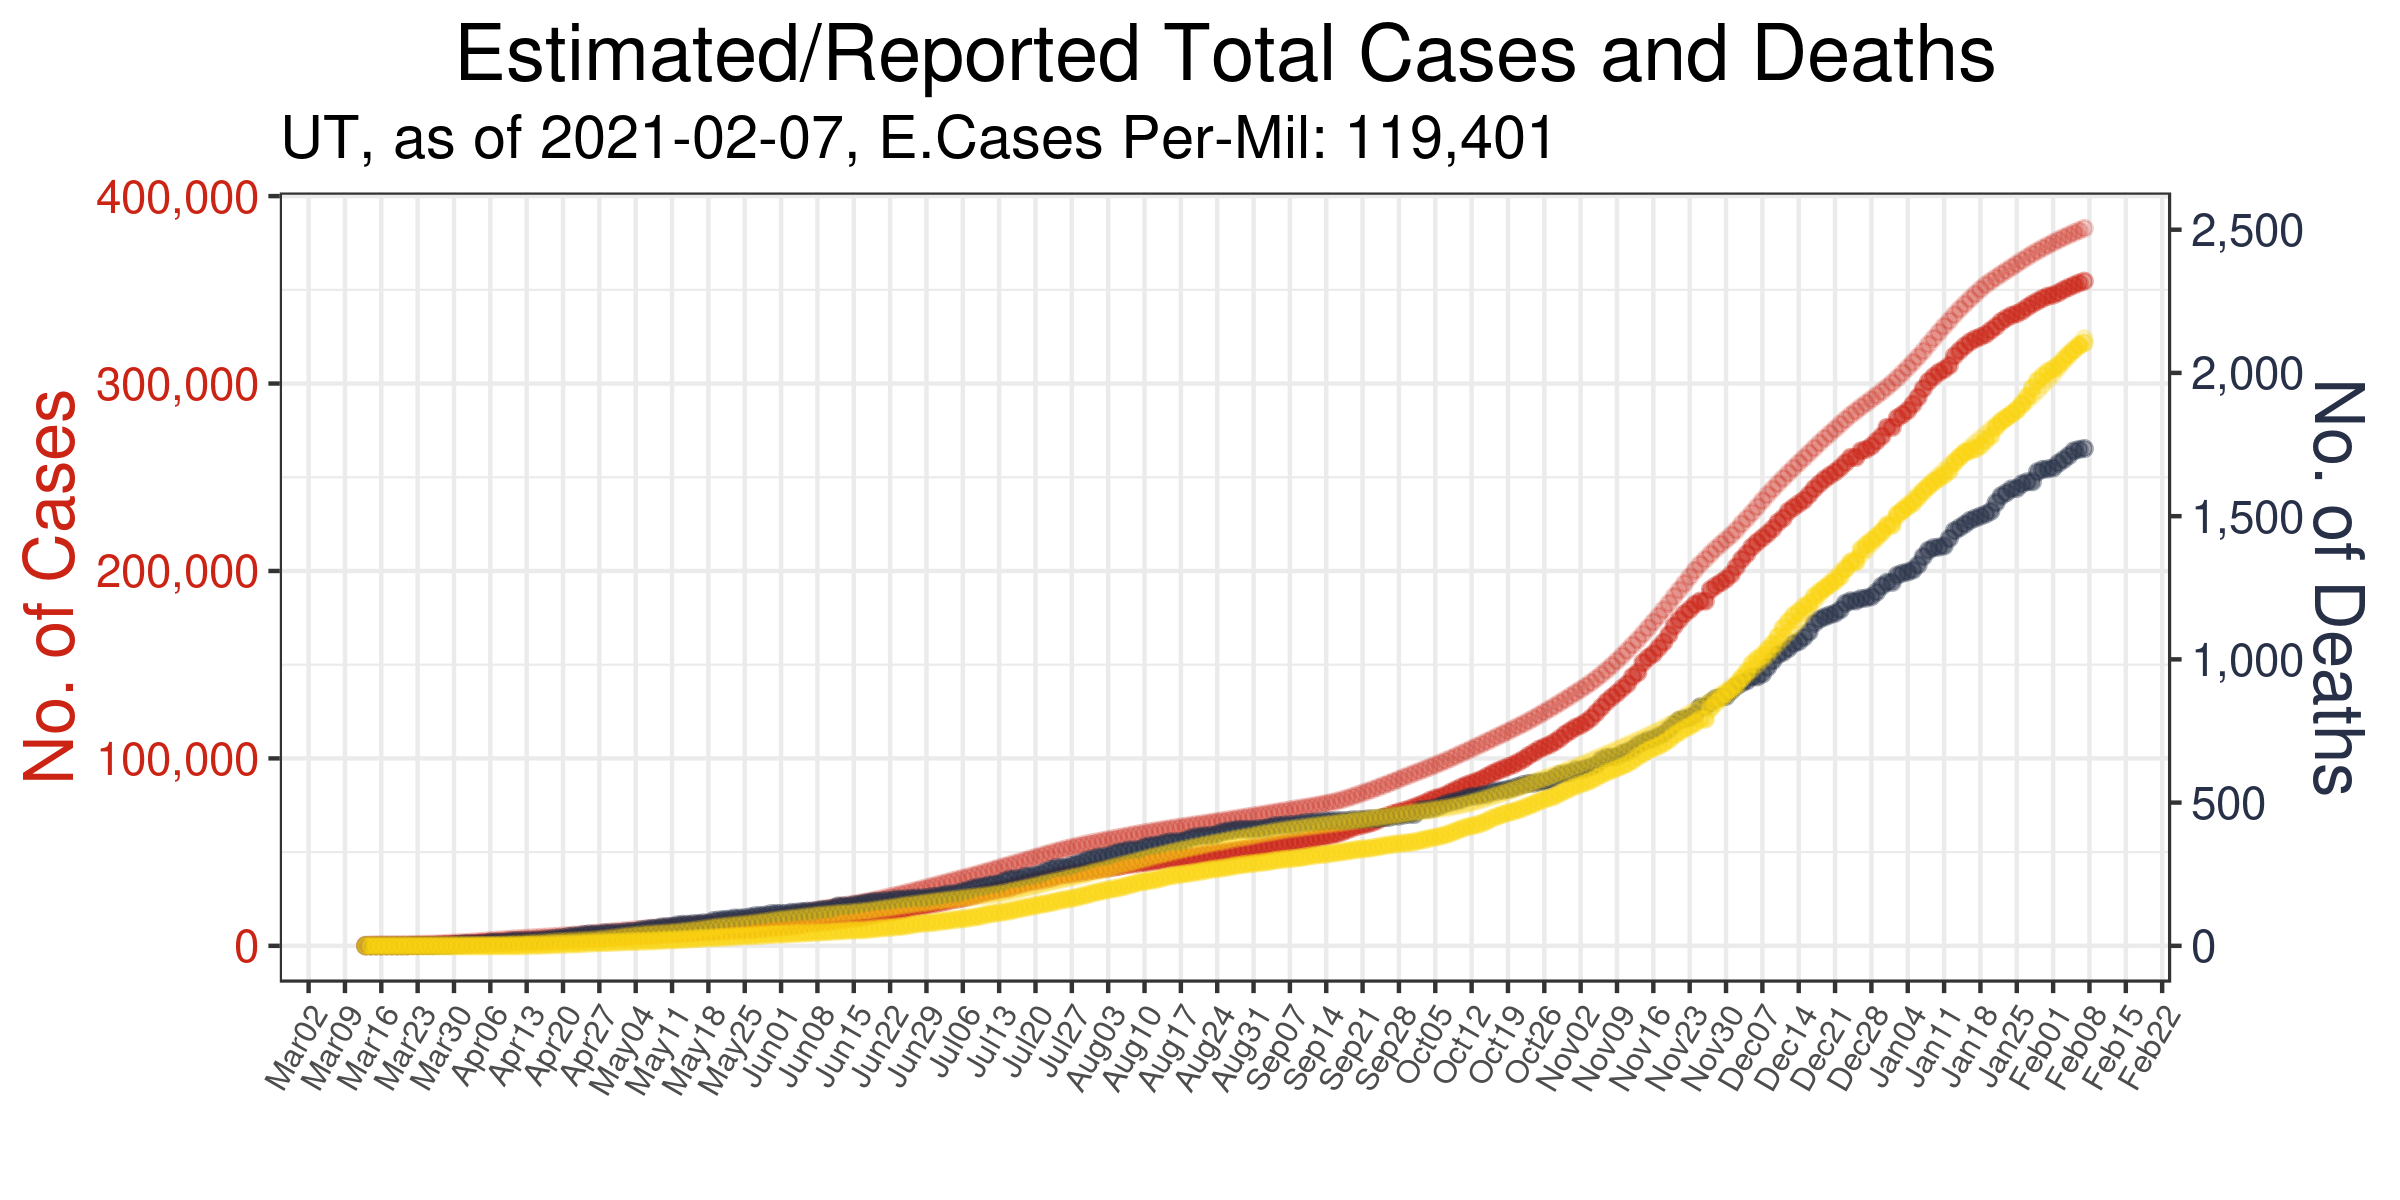 Estimated/Reported Total Cases and Deaths
UT, as of 2021-02-07, E.Cases Per-Mil: 119,401
No. of Cases
400,000
300,000
200,000
100,000
0
2,500
2,000
1,500
1,000
500
0
No. of Deaths
Mar02
Mar09
Mar16
Mar23
Mar30
Apr06
Apr13
Apr20
Apr27
May04
May11
May18
May25
Jun01
Jun08
Jun15
Jun22
Jun29
Jul06
Jul13
Jul20
Jul27
Aug03
Aug10
Aug17
Aug24
Aug31
Sep07
Sep14
Sep21
Sep28
Oct05
Oct12
Oct19
Oct26
Nov02
Nov09
Nov16
Nov23
Nov30
Dec07
Dec14
Dec21
Dec28
Jan04
Jan11
Jan18
Jan25
Feb01
Feb08
Feb15
Feb22